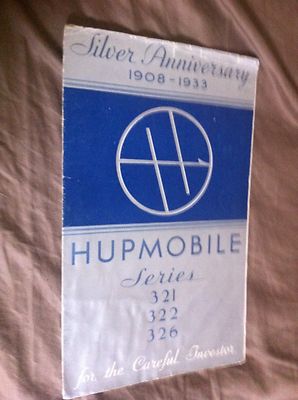 Silver Anniversary
1908-1933
H
HUPMOBILE
Series
321
322
326
for the Careful Investor